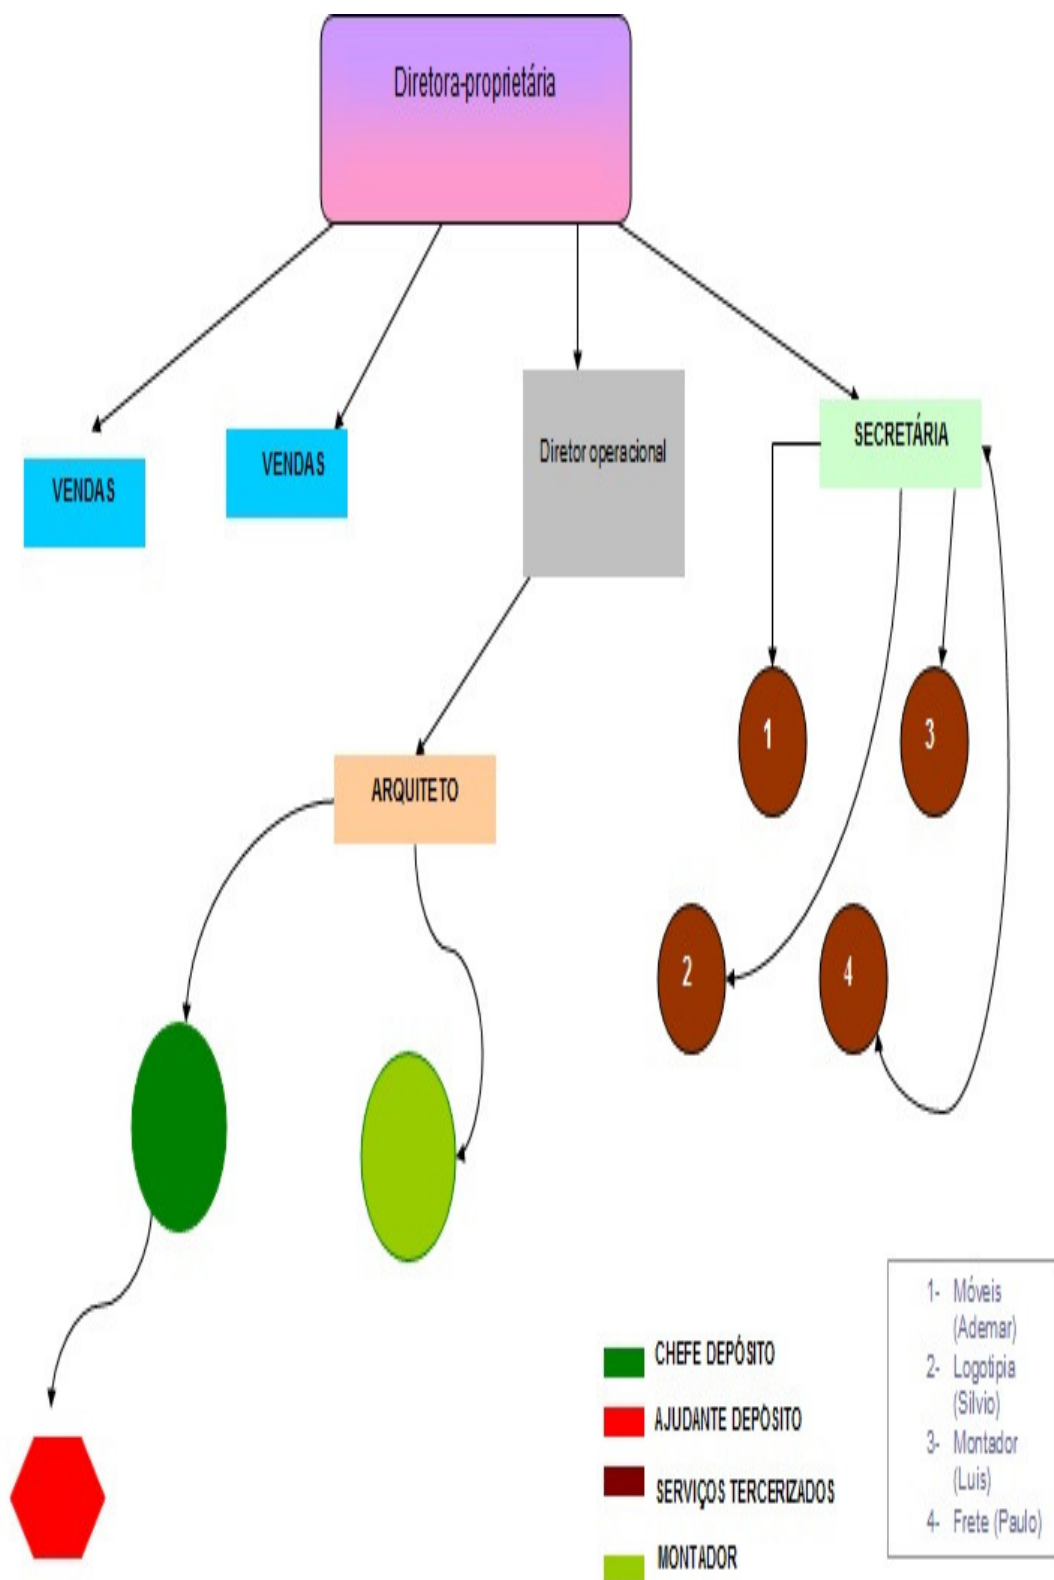 Diretora-proprietária
VENDAS
VENDAS
Diretor operacional
SECRETÁRIA
1
3
ARQUITETO
2
4
CHEFE DEPÓSITO
AJUDANTE DEPÒSITO
SERVIÇOS TERCERIZADOS
MONTADOR
1- Móveis
(Ademar)
2- Logotipia
(Silvio)
3- Montador
(Luis)
4- Frete (Paulo)